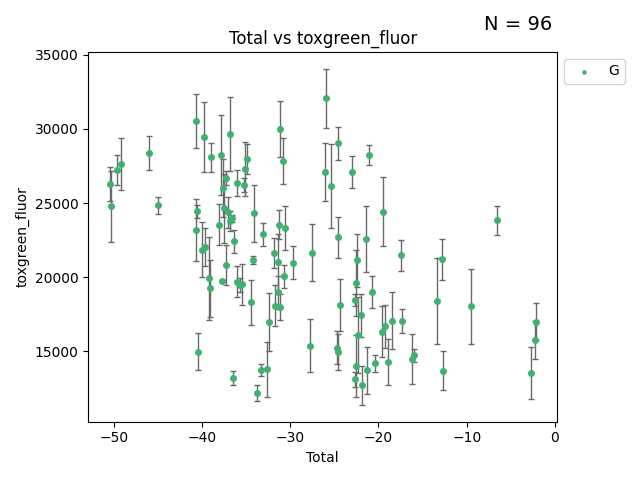 N = 96
Total vs toxgreen_fluor
G
35000
30000
25000
20000
15000
toxgreen_fluor
−50 −40 −30 −20 −10 0
Total